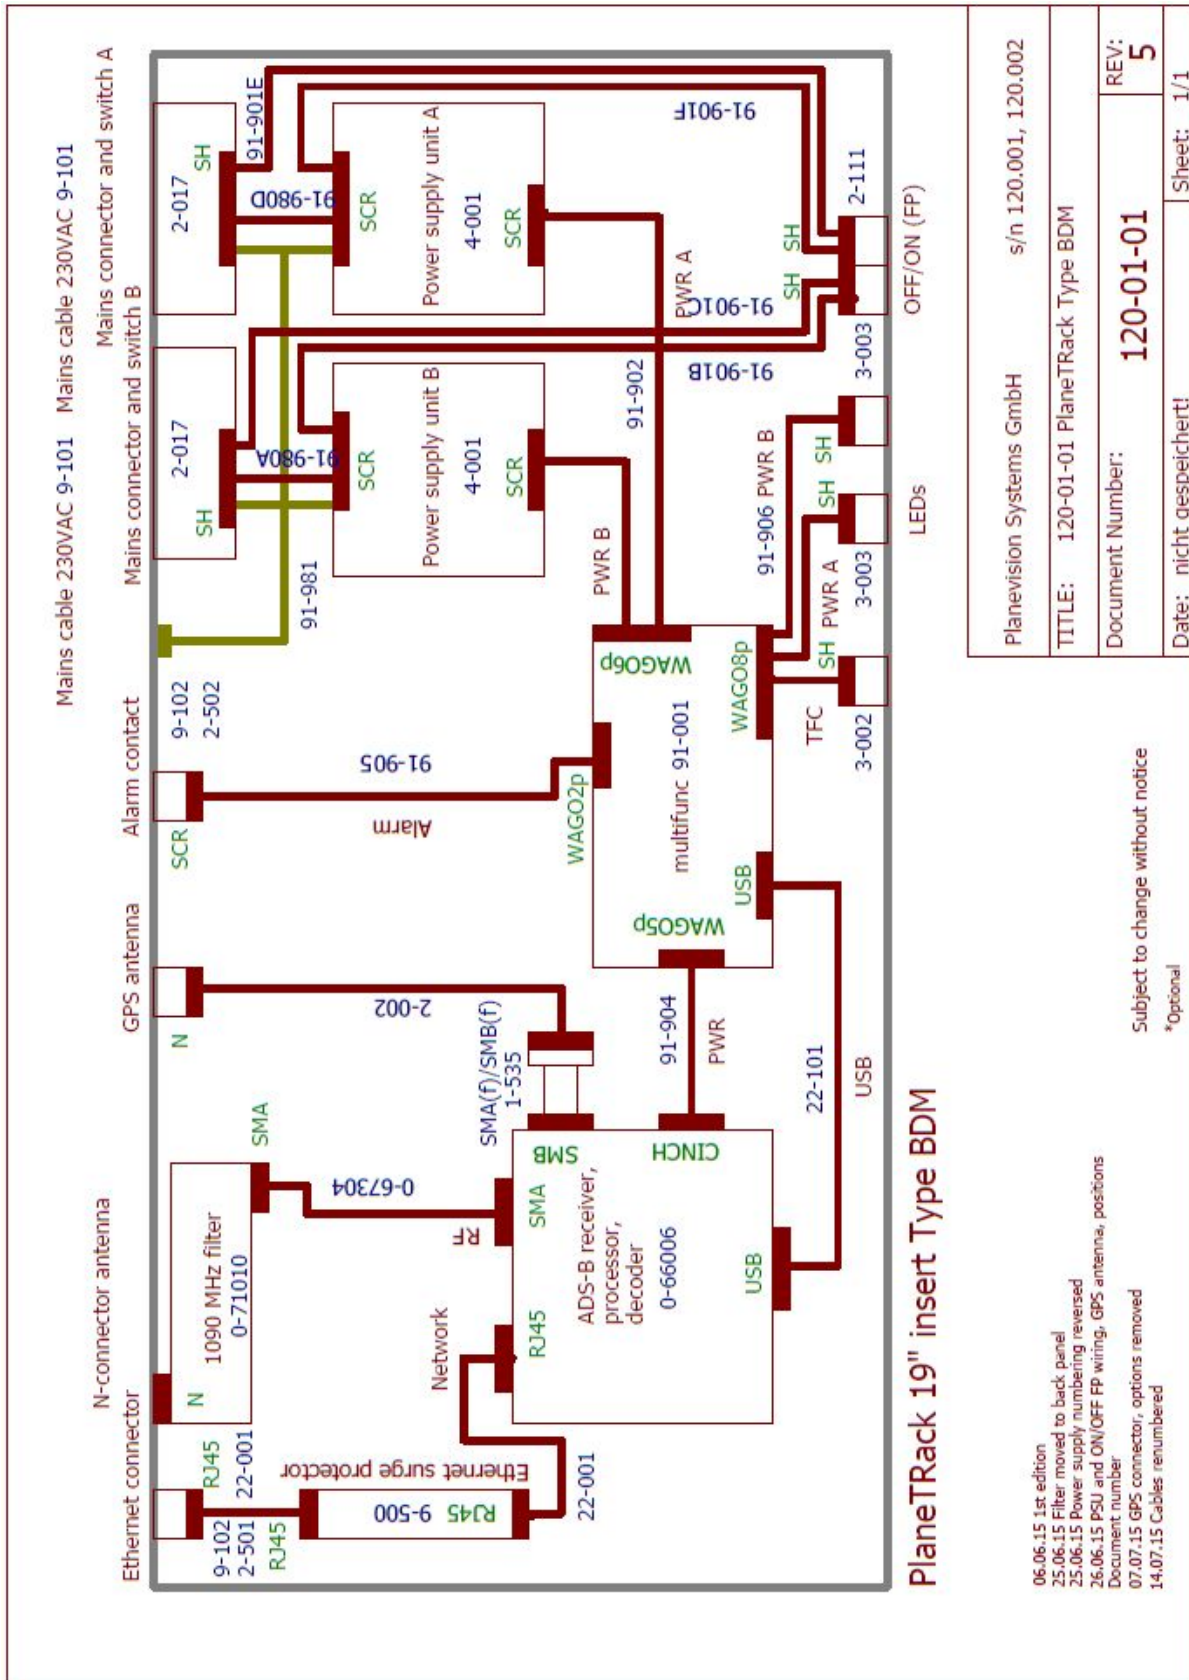 Mains cable 230VAC 9-101
Mains cable 230VAC 9-101
Ethernet connector
N-connector antenna
GPS antenna
Alarm contact
Mains connector and switch B
Mains connector and switch A
9-102
2-501
RJ45
RJ45
22-001
N
1090 MHz filter
0-71010
SMA
N
SCR
9-102
2-502
91-981
2-017
SH
2-017
SH
91-901E
91-980A
91-980D
Ethernet surge protector
9-500
RJ45
22-001
Network
RF
0-67304
2-002
Alarm
91-905
SCR
Power supply unit B
4-001
SCR
SCR
Power supply unit A
4-001
SCR
SMA(f)/SMB(f)
1-535
WAGO2p
PWR B
91-902
PWR A
RJ45
SMA
SMB
ADS-B receiver,
processor,
decoder
0-66006
CINCH
USB
91-904
PWR
WAGO5p
multifunc 91-001
WAGO6p
USB
WAGO8p
91-901B
91-901C
91-901F
22-101
USB
TFC
PWR A
91-906 PWR B
SH
SH
SH
SH
SH
3-002
3-003
3-003
2-111
LEDs
OFF/ON (FP)
PlaneTRack 19" insert Type BDM
06.06.15 1st edition
25.06.15 Filter moved to back panel
25.06.15 Power supply numbering reversed
26.06.15 PSU and ON/OFF FP wiring, GPS antenna, positions
Document number
07.07.15 GPS connector, options removed
14.07.15 Cables renumbered
Subject to change without notice
*Optional
Planevision Systems GmbH s/n 120.001, 120.002
TITLE: 120-01-01 PlaneTRack Type BDM
Document Number:
120-01-01
REV:
5
Date: nicht gespeichert!
Sheet: 1/1